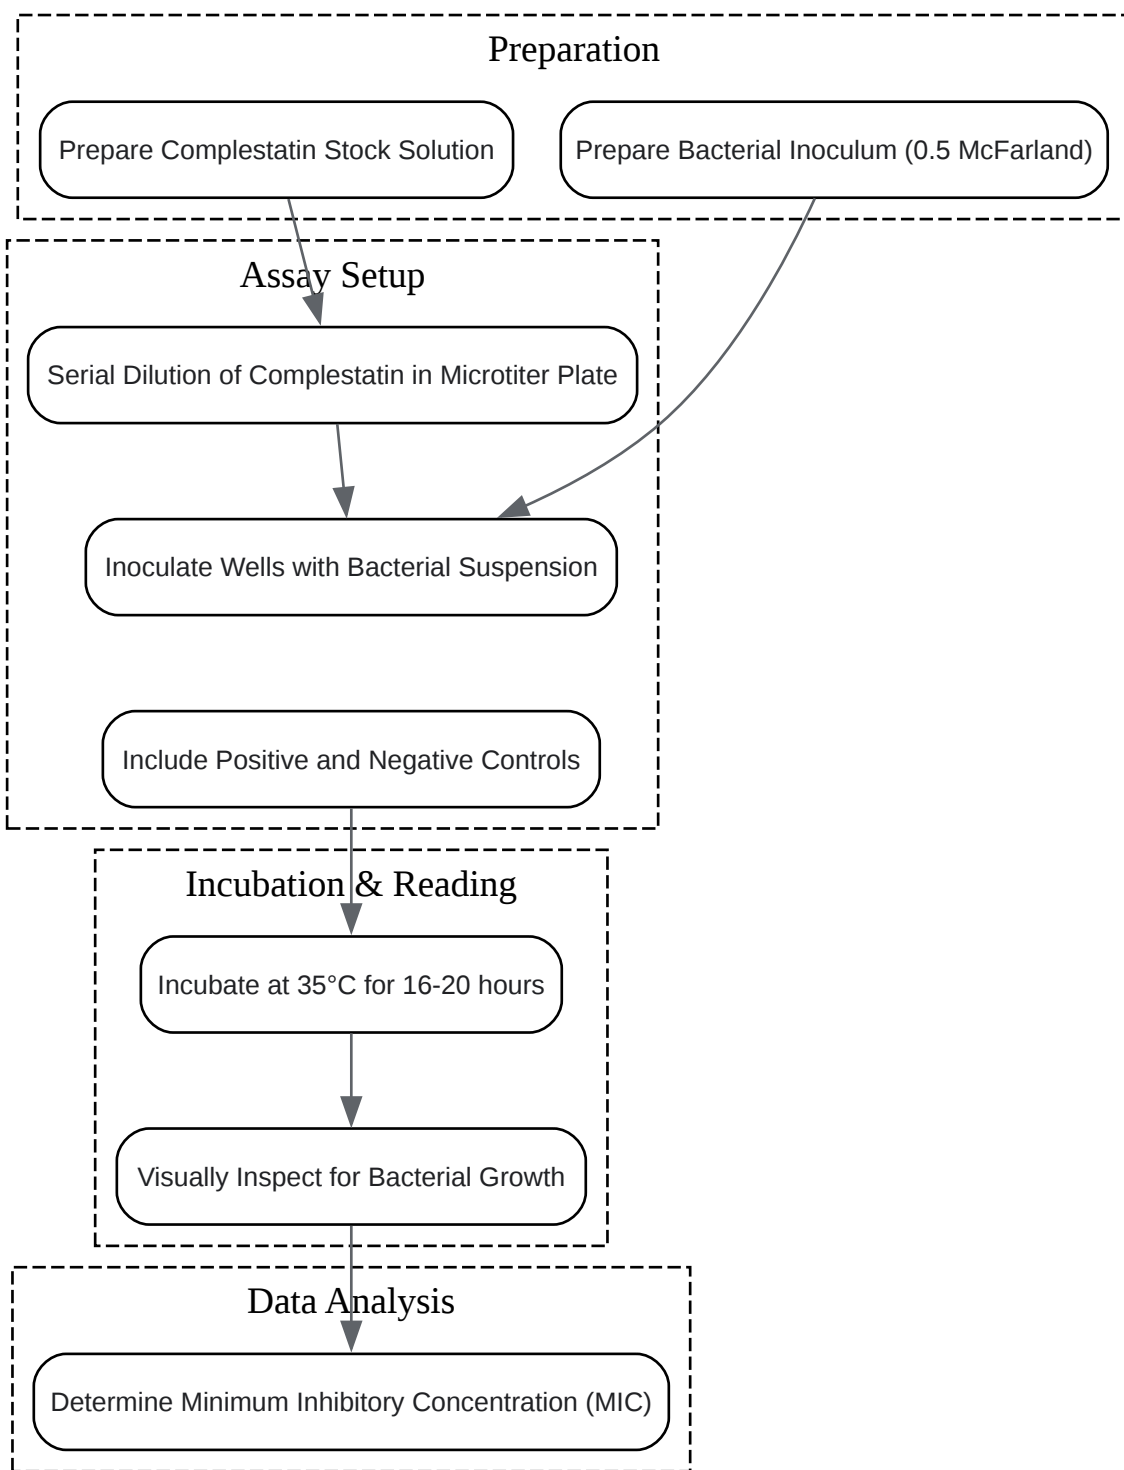 Preparation
Prepare Complestatin Stock Solution
Prepare Bacterial Inoculum (0.5 McFarland)
Assay Setup
Serial Dilution of Complestatin in Microtiter Plate
Inoculate Wells with Bacterial Suspension
Include Positive and Negative Controls
Incubation & Reading
Incubate at 35°C for 16-20 hours
Visually Inspect for Bacterial Growth
Data Analysis
Determine Minimum Inhibitory Concentration (MIC)